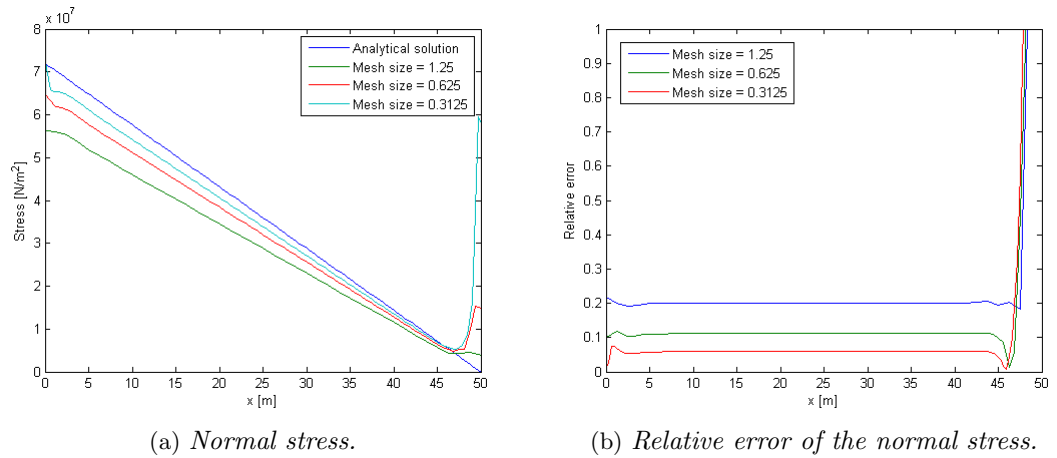 x 10^7
8
7
6
5
4
3
2
1
0
Stress [N/m²]
0 5 10 15 20 25 30 35 40 45 50
x [m]
Analytical solution
Mesh size = 1.25
Mesh size = 0.625
Mesh size = 0.3125
(a) Normal stress.
1
0.9
0.8
0.7
0.6
0.5
0.4
0.3
0.2
0.1
0
Relative error
0 5 10 15 20 25 30 35 40 45 50
x [m]
Mesh size = 1.25
Mesh size = 0.625
Mesh size = 0.3125
(b) Relative error of the normal stress.